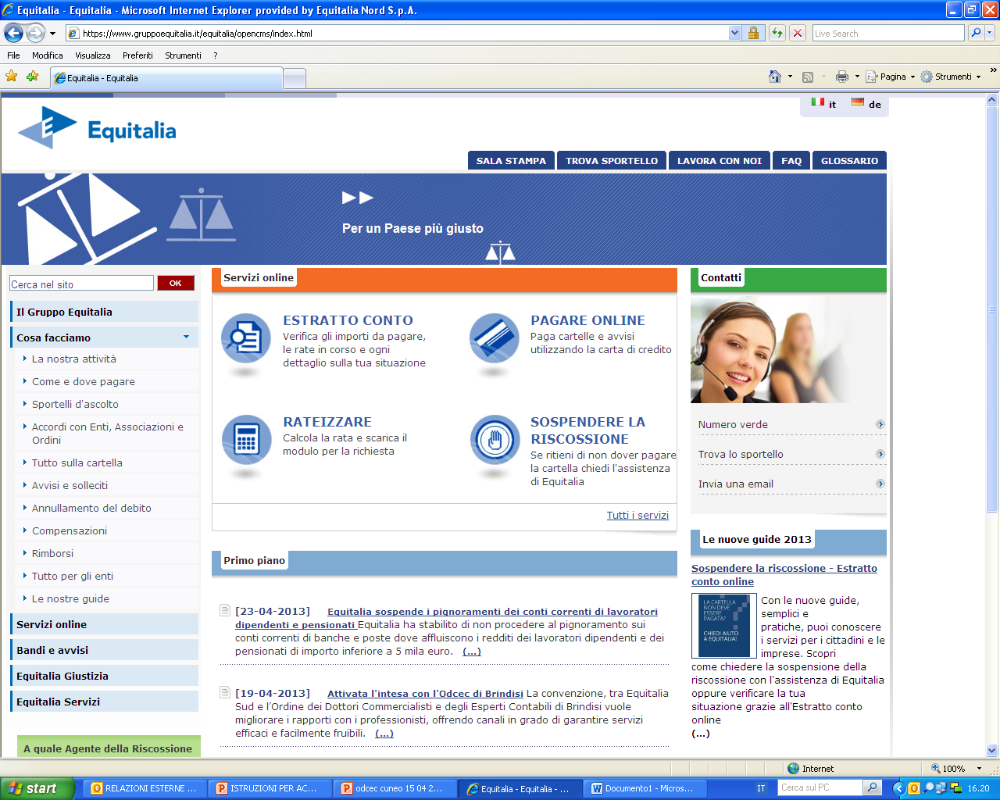 Equitalia - Equitalia - Microsoft Internet Explorer provided by Equitalia Nord S.p.A.
https://www.gruppoequitalia.it/equitalia/opencms/index.html
Live Search
File Modifica Visualizza Preferiti Strumenti ?
Equitalia - Equitalia
Pagina Strumenti
it de
Equitalia
SALA STAMPA TROVA SPORTELLO LAVORA CON NOI FAQ GLOSSARIO
Per un Paese più giusto
Cerca nel sito OK
Il Gruppo Equitalia
Cosa facciamo
La nostra attività
Come e dove pagare
Sportelli d'ascolto
Accordi con Enti, Associazioni e
Ordini
Tutto sulla cartella
Avvisi e solleciti
Annullamento del debito
Compensazioni
Rimborsi
Tutto per gli enti
Le nostre guide
Servizi online
Bandi e avvisi
Equitalia Giustizia
Equitalia Servizi
A quale Agente della Riscossione
Servizi online
ESTRATTO CONTO
Verifica gli importi da pagare,
le rate in corso e ogni
dettaglio sulla tua situazione
PAGARE ONLINE
Paga cartelle e avvisi
utilizzando la carta di credito
RATEIZZARE
Calcola la rata e scarica il
modulo per la richiesta
SOSPENDERE LA
RISCOSSIONE
Se ritieni di non dover pagare
la cartella chiedi l'assistenza
di Equitalia
Tutti i servizi
Primo piano
[23-04-2013] Equitalia sospende i pignoramenti dei conti correnti di lavoratori
dipendenti e pensionati Equitalia ha stabilito di non procedere al pignoramento sui
conti correnti di banche e poste dove affluiscono i redditi dei lavoratori dipendenti e dei
pensionati di importo inferiore a 5 mila euro. (...)
[19-04-2013] Attivata l'intesa con l'Odcec di Brindisi La convenzione, tra Equitalia
Sud e l'Ordine dei Dottori Commercialisti e degli Esperti Contabili di Brindisi vuole
migliorare i rapporti con i professionisti, offrendo canali in grado di garantire servizi
efficaci e facilmente fruibili. (...)
Contatti
Numero verde
Trova lo sportello
Invia una email
Le nuove guide 2013
Sospendere la riscossione - Estratto
conto online
LA CARTELLA
NON DEVE
ESSERE
PAGATA?
CHIEDI AIUTO
A EQUITALIA!
Con le nuove guide,
semplici e
pratiche, puoi conoscere
i servizi per i cittadini e le
imprese. Scopri
come chiedere la sospensione della
riscossione con l'assistenza di Equitalia
oppure verificare la tua
situazione grazie all'Estratto conto
online
(...)
Internet 100%
start RELAZIONI ESTERNE ... ISTRUZIONI PER AC... odcec cuneo 15 04 2... Equitalia - Equitalia - ... Documento1 - Micros... IT Cerca sul PC 16.20